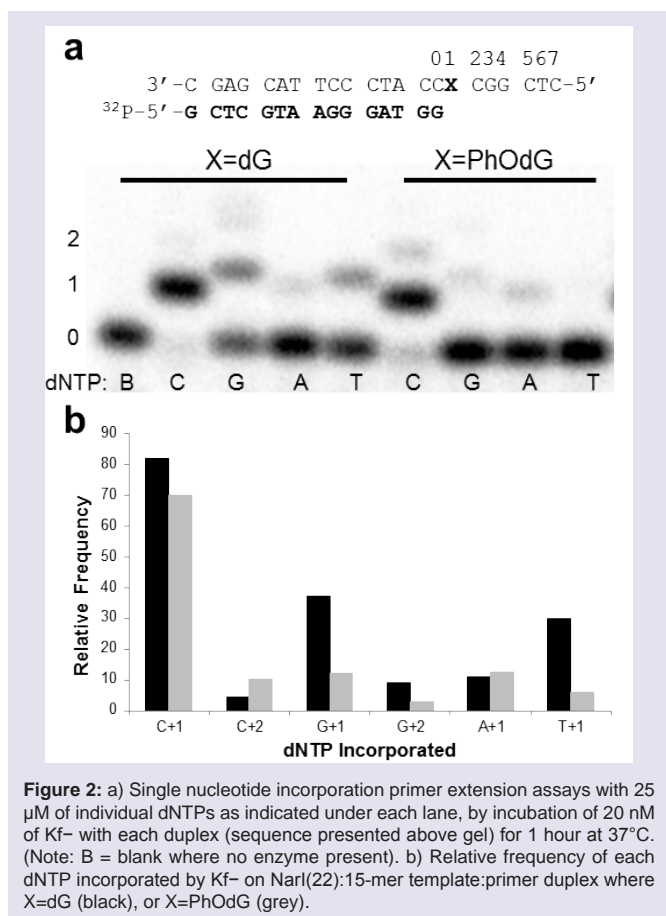 a
01 234 567
3’-C GAG CAT TCC CTA CCX CGG CTC-5’
32P-5’-G CTC GTA AGG GAT GG
X=dG X=PhOdG
2
1
0
dNTP: B C G A T C G A T
b
90
80
70
60
50
40
30
20
10
0
Relative Frequency
C+1 C+2 G+1 G+2 A+1 T+1
dNTP Incorporated
Figure 2: a) Single nucleotide incorporation primer extension assays with 25
µM of individual dNTPs as indicated under each lane, by incubation of 20 nM
of Kf− with each duplex (sequence presented above gel) for 1 hour at 37°C.
(Note: B = blank where no enzyme present). b) Relative frequency of each
dNTP incorporated by Kf− on NarI(22):15-mer template:primer duplex where
X=dG (black), or X=PhOdG (grey).